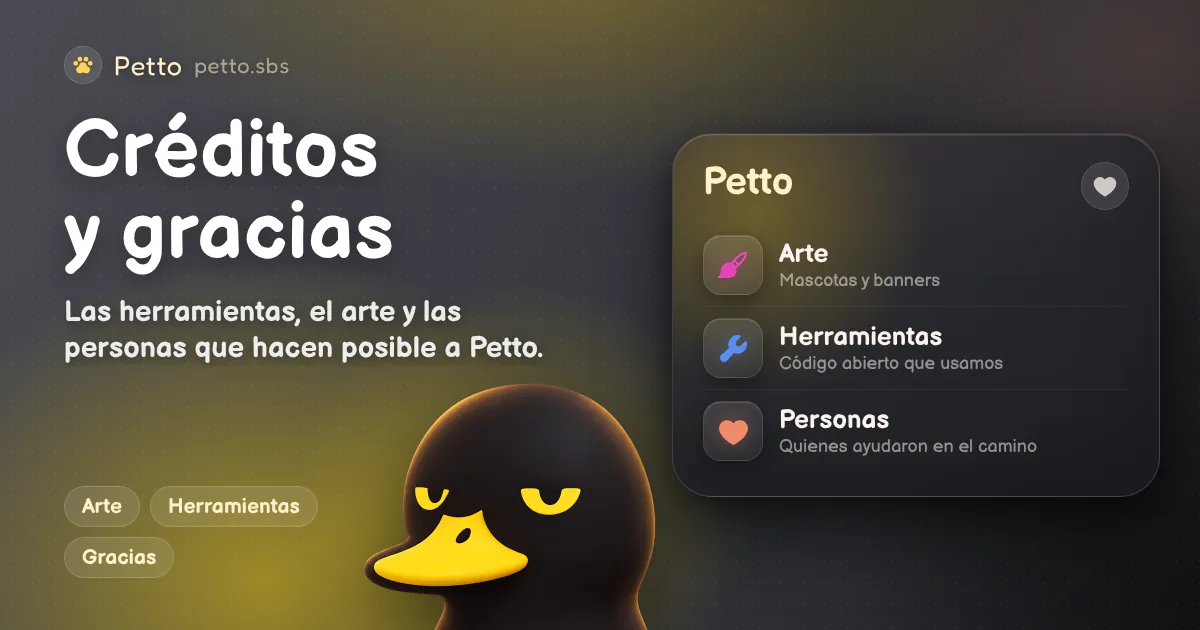 Petto petto.sbs
Créditos
y gracias
Las herramientas, el arte y las
personas que hacen posible a Petto.
Arte
Herramientas
Gracias
Petto
Arte
Mascotas y banners
Herramientas
Código abierto que usamos
Personas
Quienes ayudaron en el camino